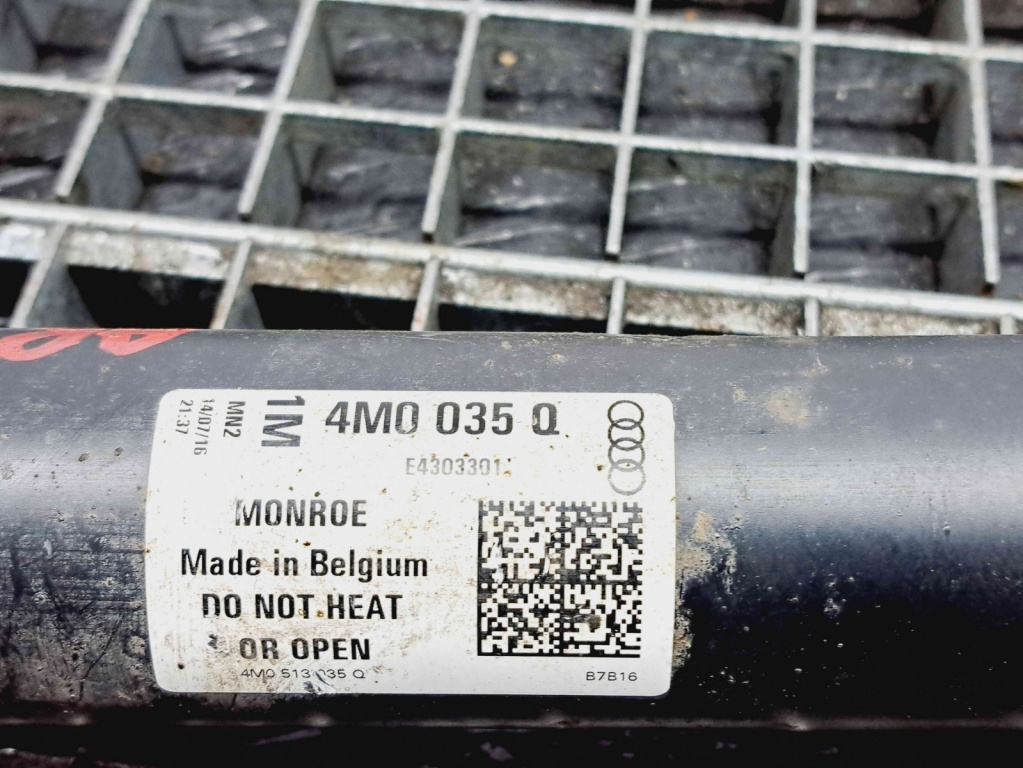 1M
4M0 035 Q
MN2
14/07/16
21:37
E4303301
MONROE
Made in Belgium
DO NOT HEAT
OR OPEN
4M0 513 035 Q
B7B16